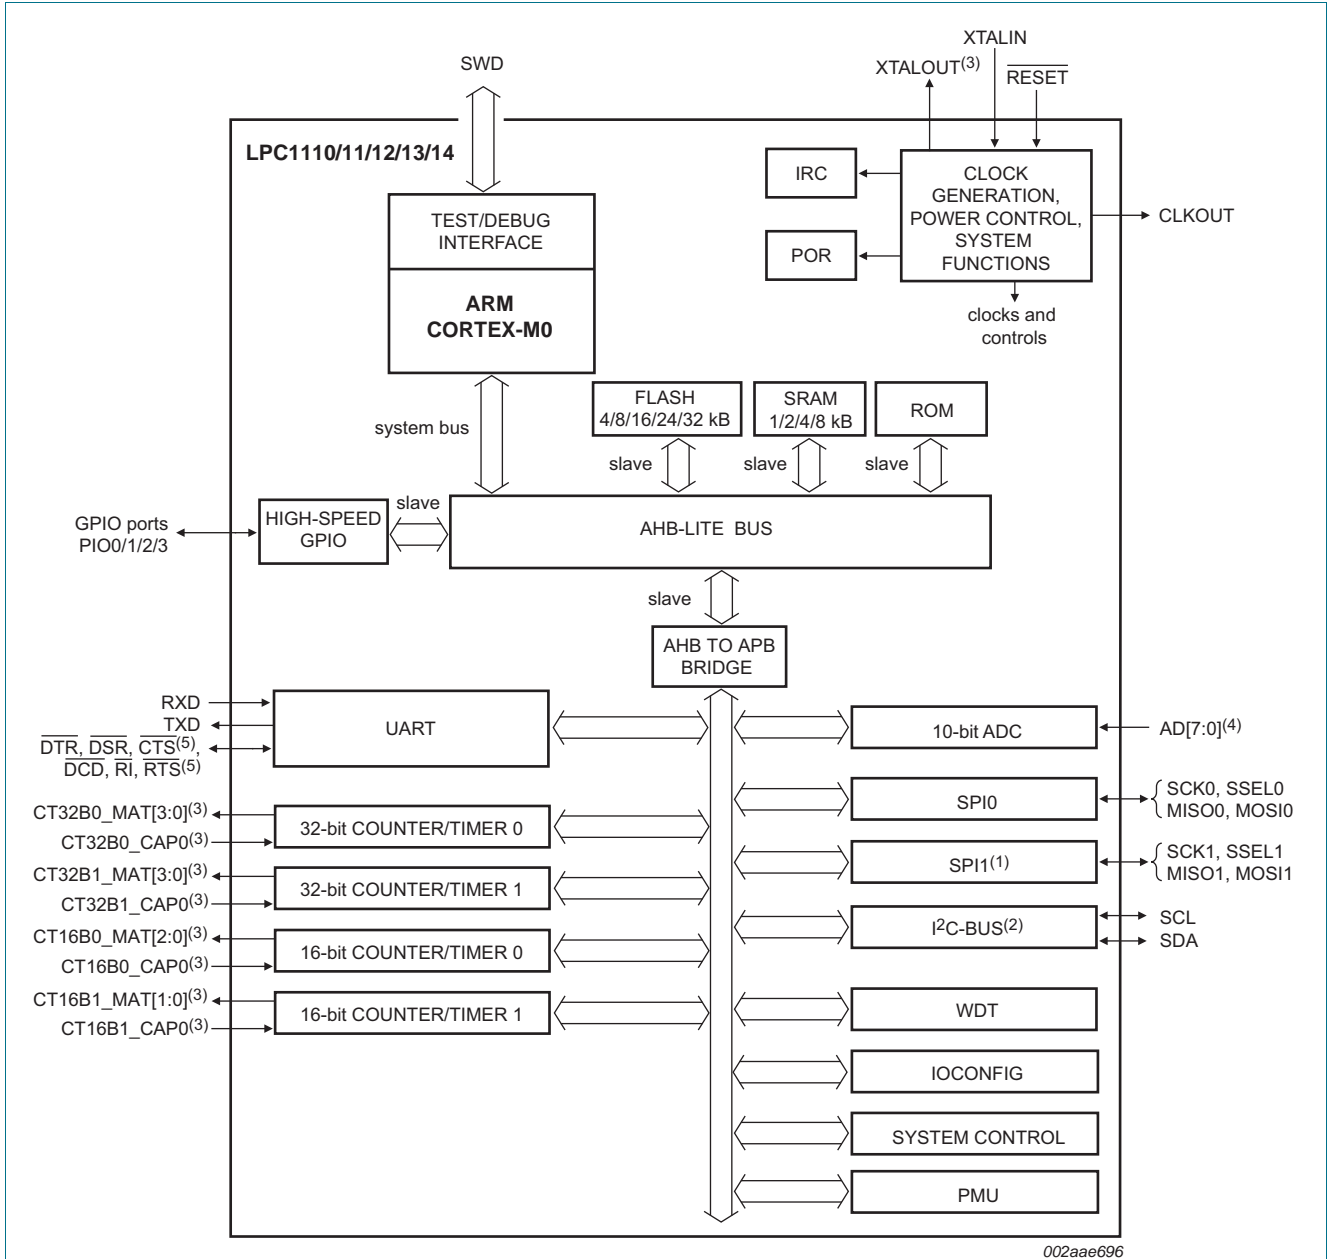 XTALIN
SWD
XTALOUT(3)
RESET
LPC1110/11/12/13/14
IRC
CLOCK
GENERATION,
POWER CONTROL,
SYSTEM
FUNCTIONS
CLKOUT
POR
TEST/DEBUG
INTERFACE
ARM
CORTEX-M0
clocks and
controls
system bus
FLASH
4/8/16/24/32 kB
SRAM
1/2/4/8 kB
ROM
slave
slave
slave
GPIO ports
PIO0/1/2/3
HIGH-SPEED
GPIO
slave
AHB-LITE BUS
slave
AHB TO APB
BRIDGE
RXD
TXD
DTR, DSR, CTS(5),
DCD, RI, RTS(5)
UART
10-bit ADC
AD[7:0](4)
CT32B0_MAT[3:0](3)
CT32B0_CAP0(3)
32-bit COUNTER/TIMER 0
SPI0
SCK0, SSEL0
MISO0, MOSI0
CT32B1_MAT[3:0](3)
CT32B1_CAP0(3)
32-bit COUNTER/TIMER 1
SPI1(1)
SCK1, SSEL1
MISO1, MOSI1
CT16B0_MAT[2:0](3)
CT16B0_CAP0(3)
16-bit COUNTER/TIMER 0
I2C-BUS(2)
SCL
SDA
CT16B1_MAT[1:0](3)
CT16B1_CAP0(3)
16-bit COUNTER/TIMER 1
WDT
IOCONFIG
SYSTEM CONTROL
PMU
002aae696